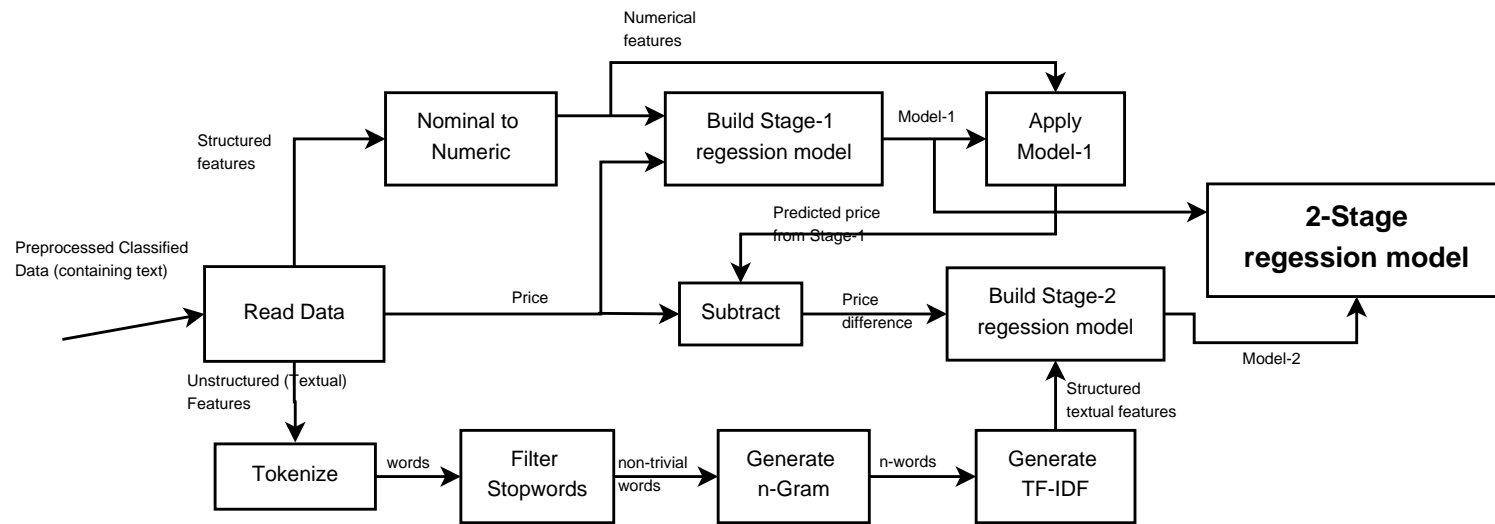 Numerical
features
Structured
features
Nominal to
Numeric
Build Stage-1
regession model
Model-1
Apply
Model-1
Predicted price
from Stage-1
2-Stage
regession model
Preprocessed Classified
Data (containing text)
Read Data
Price
Subtract
Price
difference
Build Stage-2
regession model
Model-2
Unstructured (Textual)
Features
Structured
textual features
Tokenize
words
Filter
Stopwords
non-trivial
words
Generate
n-Gram
n-words
Generate
TF-IDF